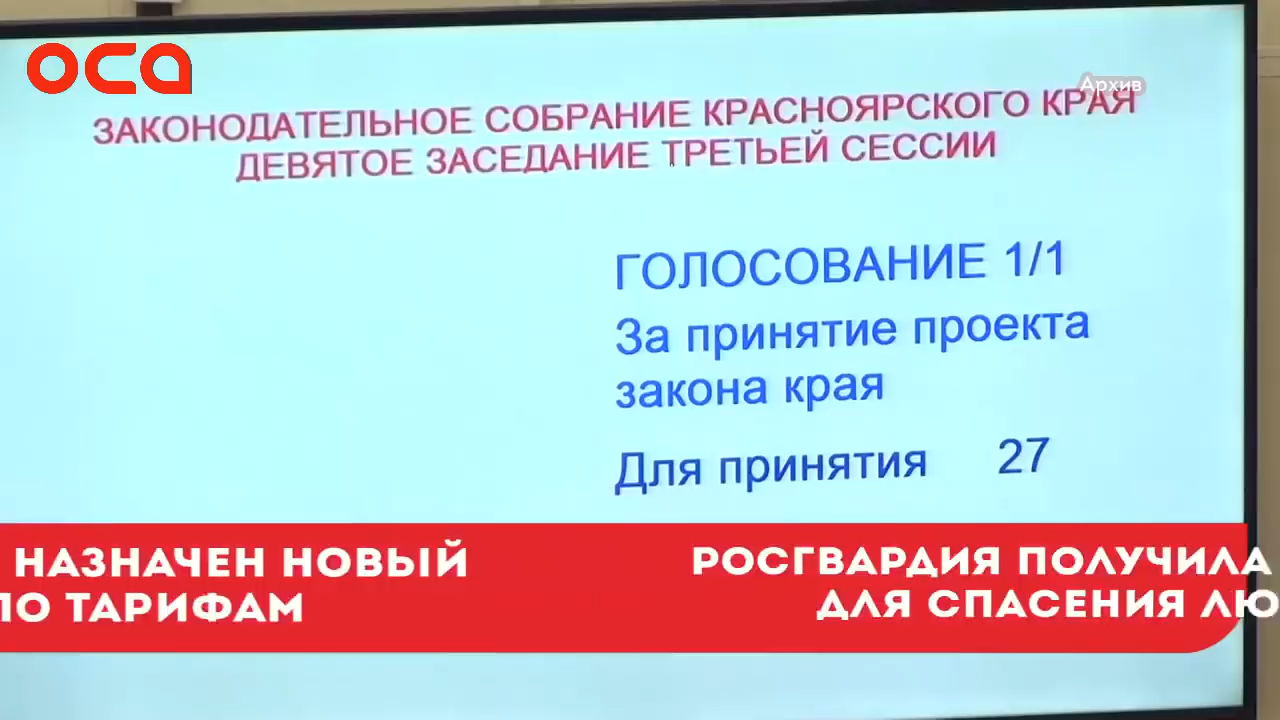 оса
Архив
ЗАКОНОДАТЕЛЬНОЕ СОБРАНИЕ КРАСНОЯРСКОГО КРАЯ
ДЕВЯТОЕ ЗАСЕДАНИЕ ТРЕТЬЕЙ СЕССИИ
ГОЛОСОВАНИЕ 1/1
За принятие проекта
закона края
Для принятия 27
НАЗНАЧЕН НОВЫЙ
ПО ТАРИФАМ
РОСГВАРДИЯ ПОЛУЧИЛА
ДЛЯ СПАСЕНИЯ ЛЮ